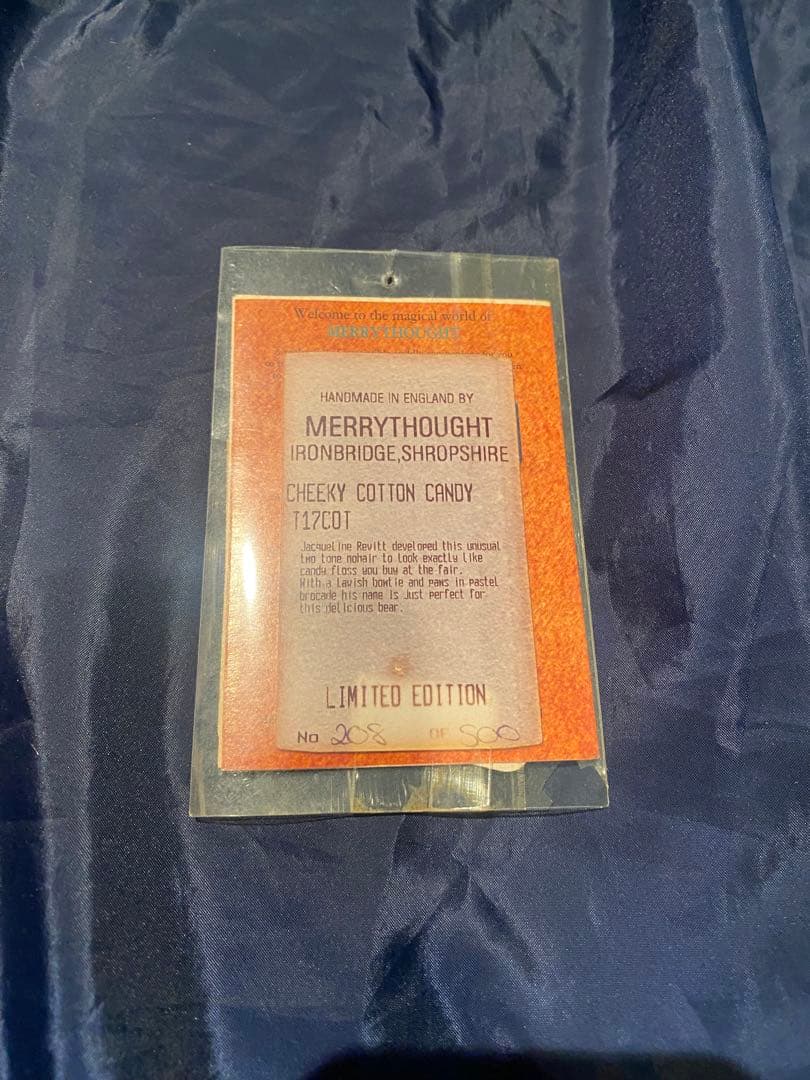 Welcome to the magical world of
MERRYTHOUGHT
for you
HANDMADE IN ENGLAND BY
MERRYTHOUGHT
IRONBRIDGE,SHROPSHIRE
CHEEKY COTTON CANDY
T17COT
Jacqueline Revitt developed this unusual
two tone mohair to look exactly like
candy floss you buy at the fair.
With a lavish bowtie and paws in pastel
brocade his name is just perfect for
this delicious bear.
LIMITED EDITION
No 208 OF 500